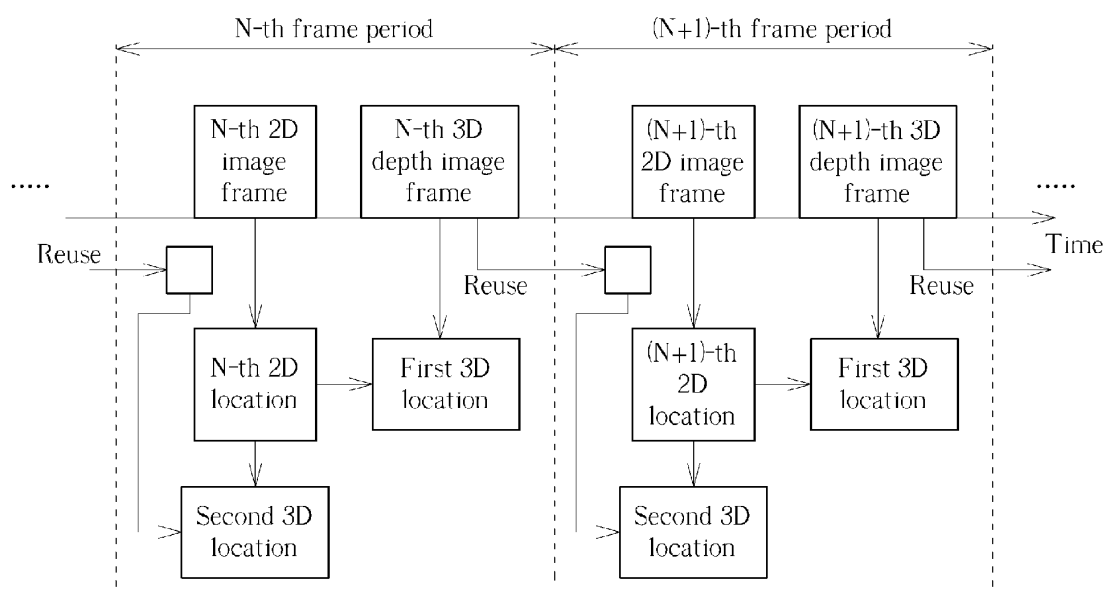 N-th frame period
(N+1)-th frame period
N-th 2D
image
frame
N-th 3D
depth image
frame
(N+1)-th
2D image
frame
(N+1)-th 3D
depth image
frame
.....
.....
Time
Reuse
Reuse
Reuse
N-th 2D
location
First 3D
location
(N+1)-th
2D
location
First 3D
location
Second 3D
location
Second 3D
location